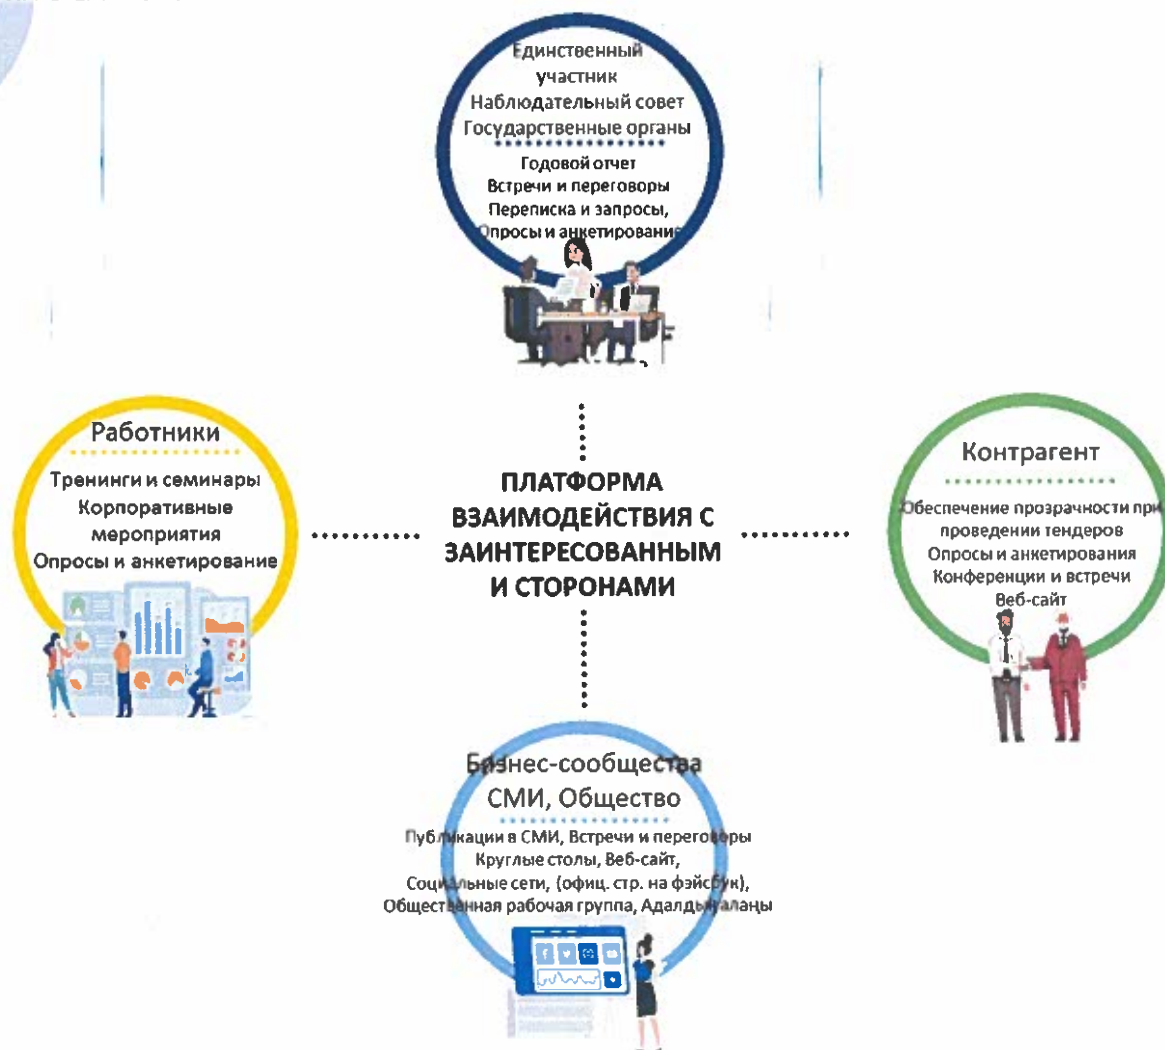 Единственный
участник
Наблюдательный совет
Государственные органы
Годовой отчет
Встречи и переговоры
Переписка и запросы,
Опросы и анкетирование
Работники
Тренинги и семинары
Корпоративные
мероприятия
Опросы и анкетирование
ПЛАТФОРМА
ВЗАИМОДЕЙСТВИЯ С
ЗАИНТЕРЕСОВАННЫМ
И СТОРОНАМИ
Контрагент
Обеспечение прозрачности при
проведении тендеров
Опросы и анкетирования
Конференции и встречи
Веб-сайт
Бизнес-сообщества
СМИ, Общество
Публикации в СМИ, Встречи и переговоры
Круглые столы, Веб-сайт,
Социальные сети, (офиц. стр. на фэйсбук),
Общественная рабочая группа, Адалдық алаңы